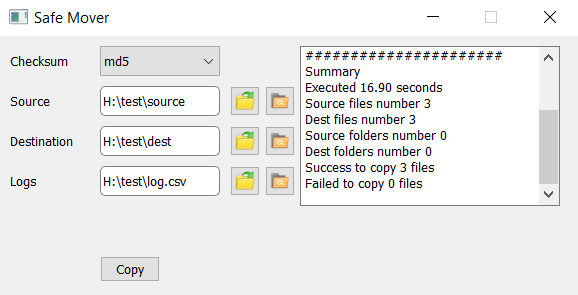 Safe Mover
Checksum
md5
Source
H:\test\source
Destination
H:\test\dest
Logs
H:\test\log.csv
######################
Summary
Executed 16.90 seconds
Source files number 3
Dest files number 3
Source folders number 0
Dest folders number 0
Success to copy 3 files
Failed to copy 0 files
Copy